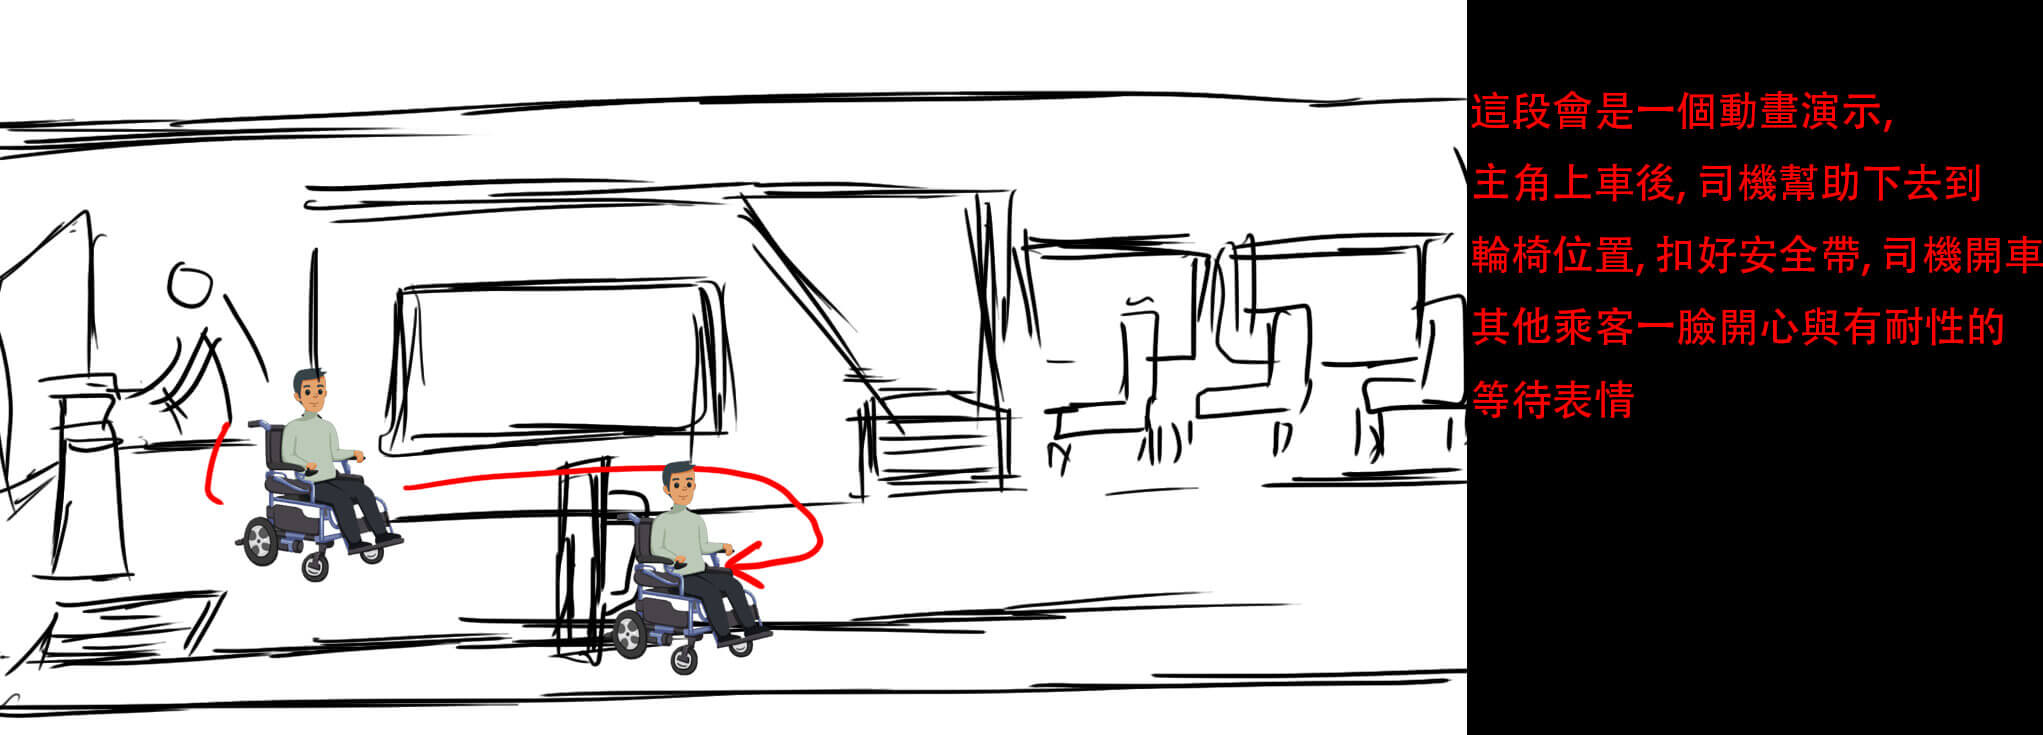 這段會是一個動畫演示,
主角上車後, 司機幫助下去到
輪椅位置, 扣好安全帶, 司機開車
其他乘客一臉開心與有耐性的
等待表情